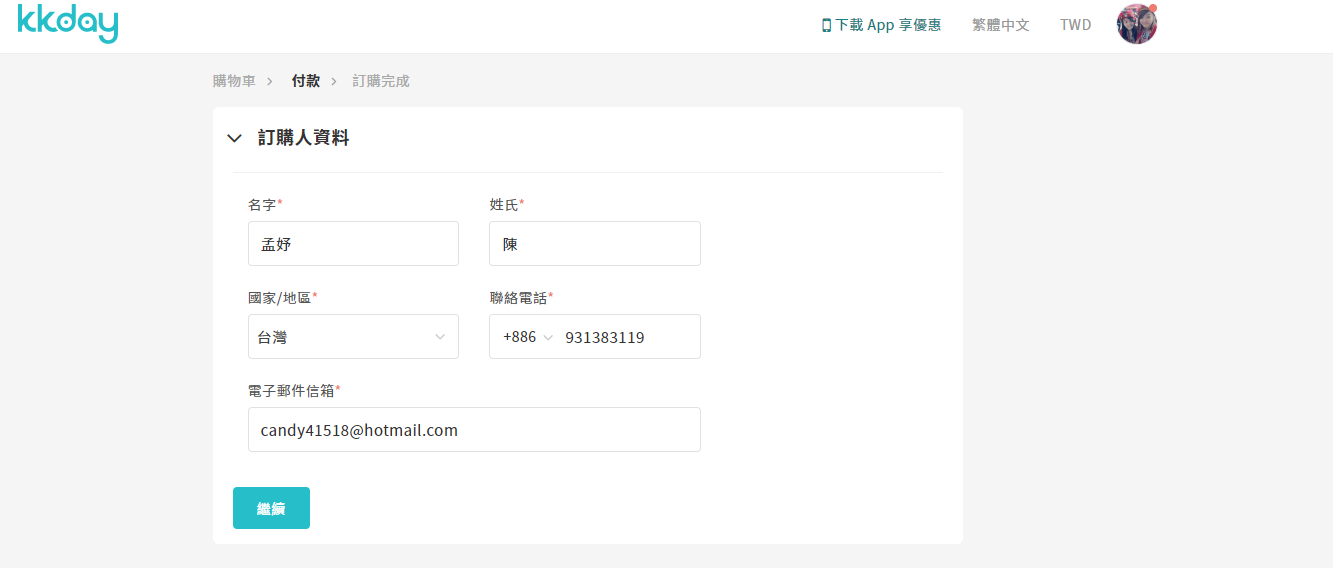 kkday
下載 App 享優惠 繁體中文 TWD
購物車 > 付款 > 訂購完成
訂購人資料
名字* 姓氏*
孟妤 陳
國家/地區* 聯絡電話*
台灣 +886 931383119
電子郵件信箱*
candy41518@hotmail.com
繼續